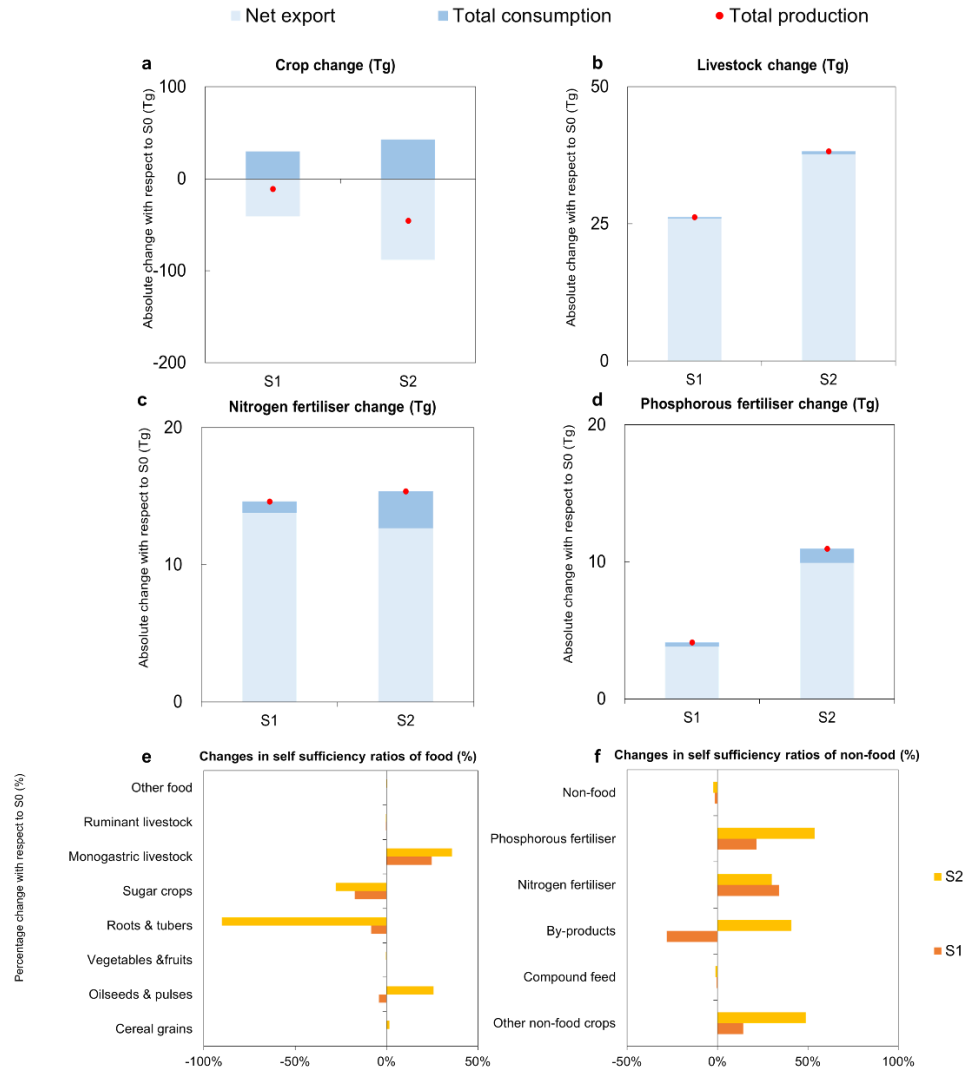 Net export Total consumption Total production
a Crop change (Tg)
Absolute change with respect to S0 (Tg)
100
0
-100
-200
S1 S2
b Livestock change (Tg)
Absolute change with respect to S0 (Tg)
50
25
0
S1 S2
c Nitrogen fertiliser change (Tg)
Absolute change with respect to S0 (Tg)
20
10
0
S1 S2
d Phosphorous fertiliser change (Tg)
Absolute change with respect to S0 (Tg)
20
10
0
S1 S2
e Changes in self sufficiency ratios of food (%)
Percentage change with respect to S0 (%)
Other food
Ruminant livestock
Monogastric livestock
Sugar crops
Roots & tubers
Vegetables &fruits
Oilseeds & pulses
Cereal grains
-100% -50% 0% 50%
f Changes in self sufficiency ratios of non-food (%)
Non-food
Phosphorous fertiliser
Nitrogen fertiliser
By-products
Compound feed
Other non-food crops
-50% 0% 50% 100%
S2
S1